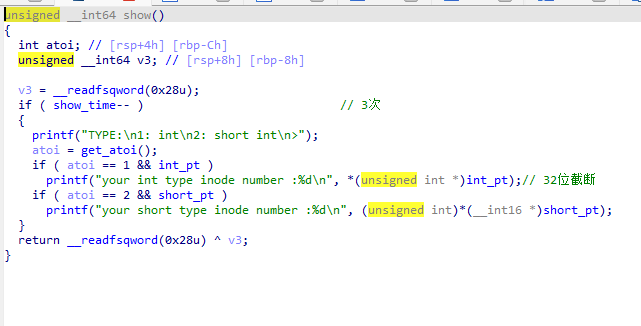 unsigned __int64 show()
{
int atoi; // [rsp+4h] [rbp-Ch]
unsigned __int64 v3; // [rsp+8h] [rbp-8h]
v3 = __readfsqword(0x28u);
if ( show_time-- ) // 3次
{
printf("TYPE:\n1: int\n2: short int\n>");
atoi = get_atoi();
if ( atoi == 1 && int_pt )
printf("your int type inode number :%d\n", *(unsigned int *)int_pt);// 32位截断
if ( atoi == 2 && short_pt )
printf("your short type inode number :%d\n", (unsigned int)*(__int16 *)short_pt);
}
return __readfsqword(0x28u) ^ v3;
}